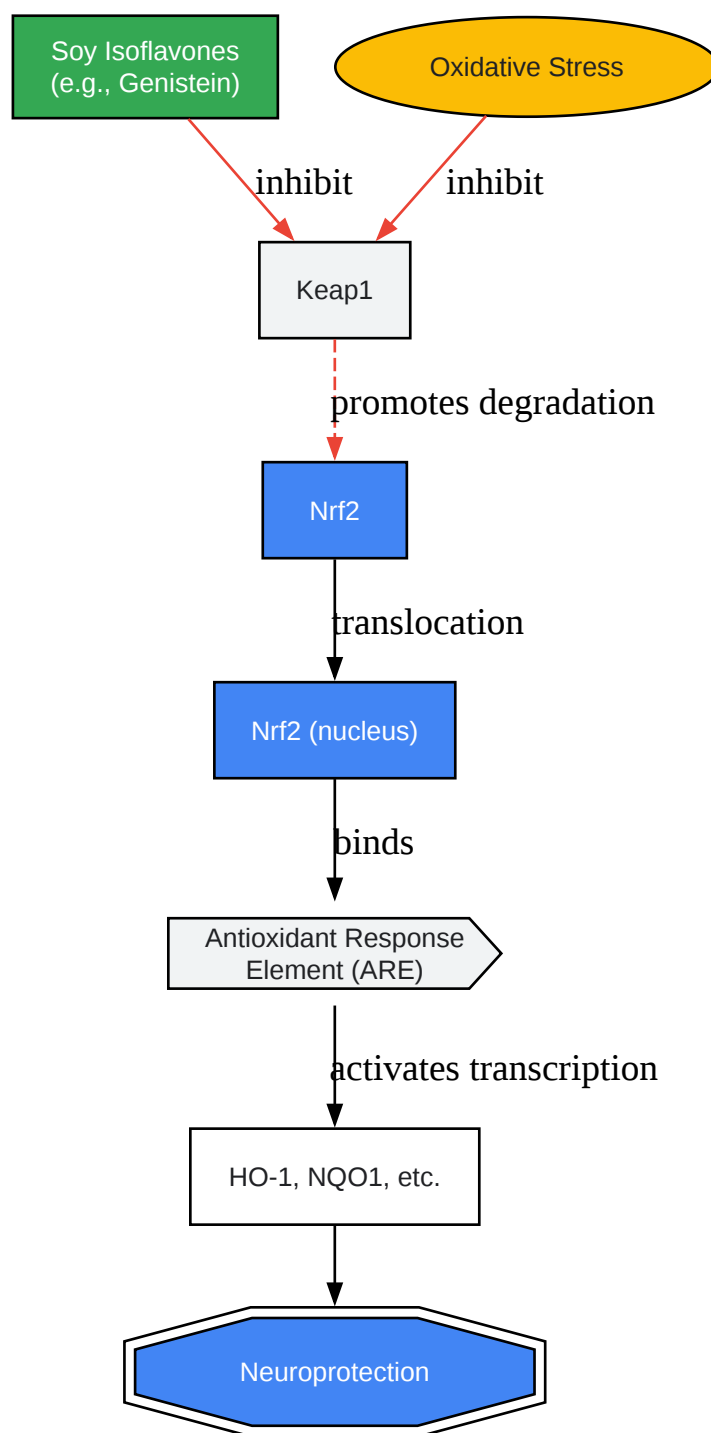 Soy Isoflavones
(e.g., Genistein)
Oxidative Stress
inhibit
inhibit
Keap1
promotes degradation
Nrf2
translocation
Nrf2 (nucleus)
binds
Antioxidant Response
Element (ARE)
activates transcription
HO-1, NQO1, etc.
Neuroprotection